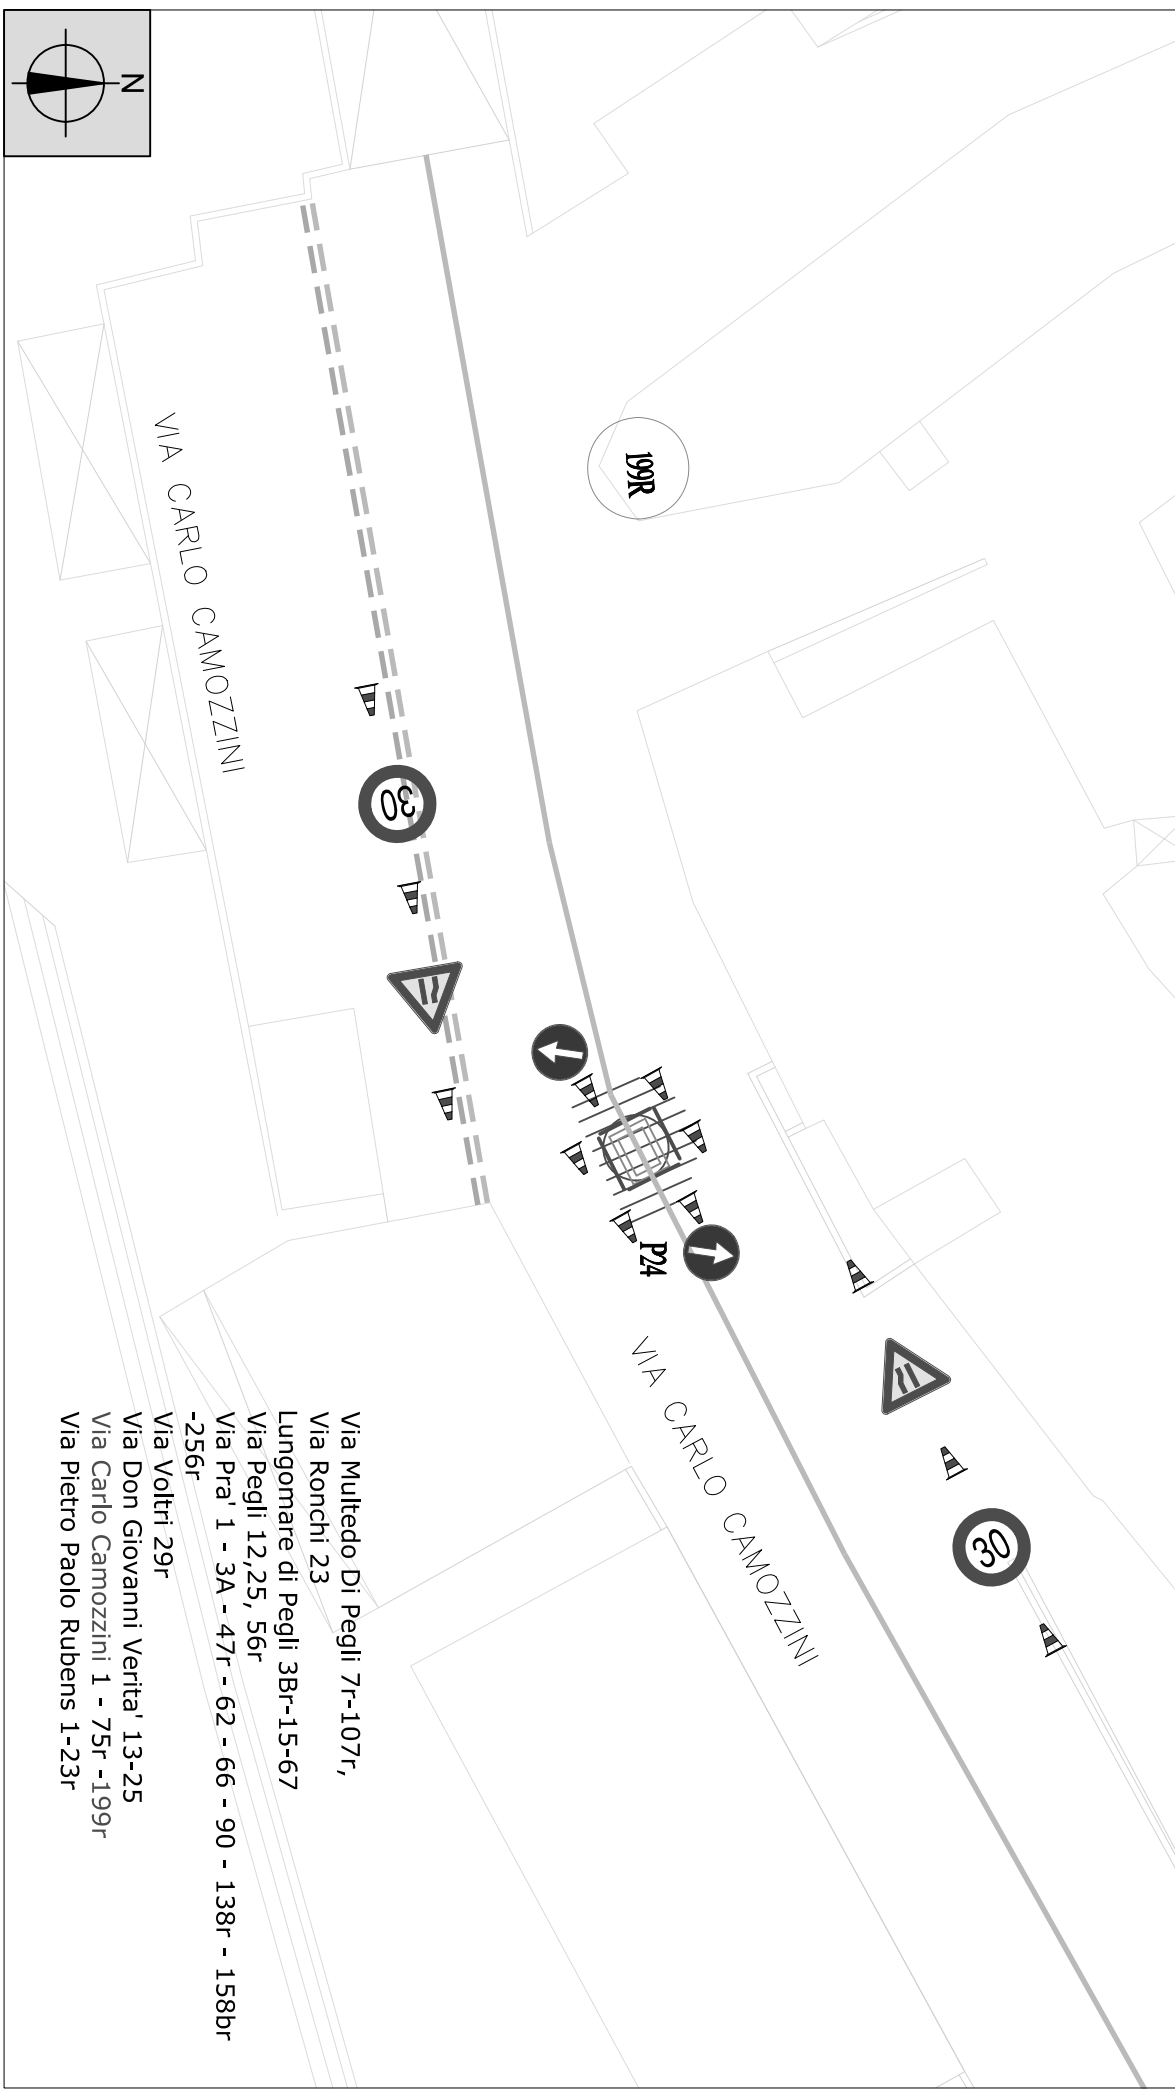 N
199R
VIA CARLO CAMOZZINI
30
P24
VIA CARLO CAMOZZINI
30
Via Multedo Di Pegli 7r-107r,
Via Ronchi 23
Lungomare di Pegli 3Br-15-67
Via Pegli 12,25, 56r
Via Pra' 1 - 3A - 47r - 62 - 66 - 90 - 138r - 158br
-256r
Via Voltri 29r
Via Don Giovanni Verita' 13-25
Via Carlo Camozzini 1 - 75r -199r
Via Pietro Paolo Rubens 1-23r